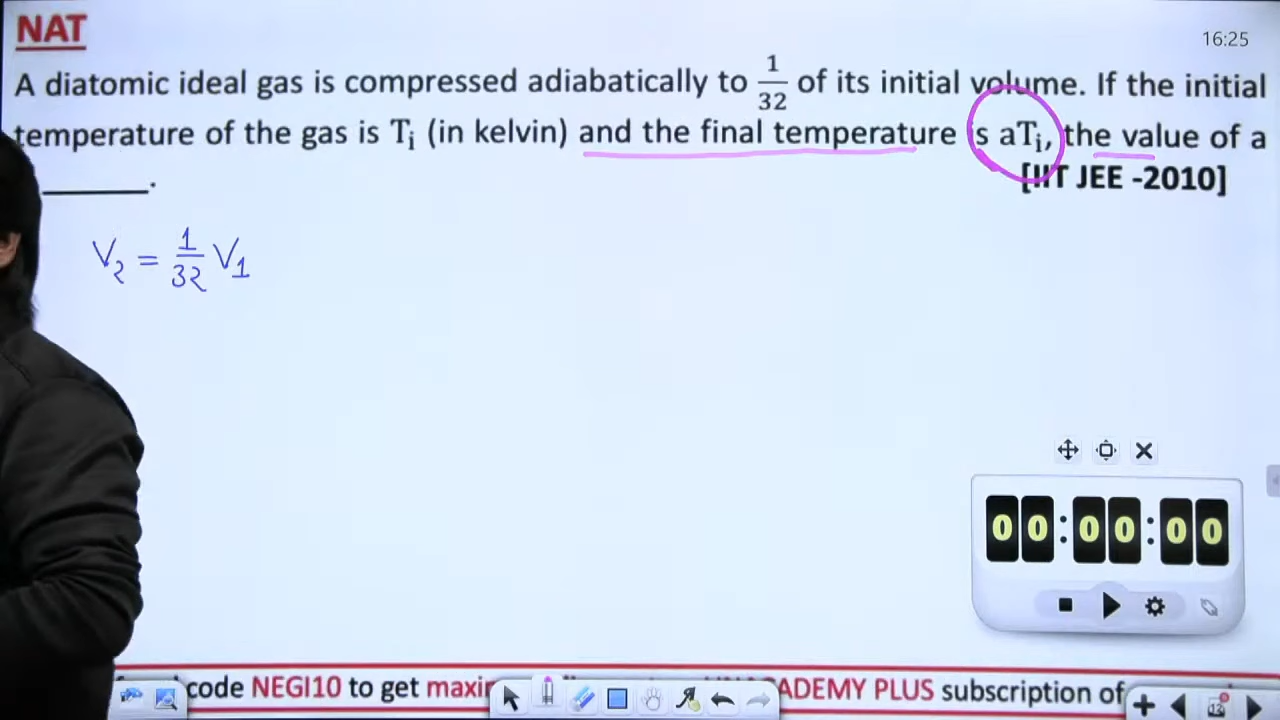 NAT
16:25
A diatomic ideal gas is compressed adiabatically to 1/32 of its initial volume. If the initial
temperature of the gas is Tᵢ (in kelvin) and the final temperature is aTᵢ, the value of a
______.
[IIT JEE -2010]
V₂ = 1/32 V₁
00:00:00
code NEGI10 to get
ACADEMY PLUS subscription of